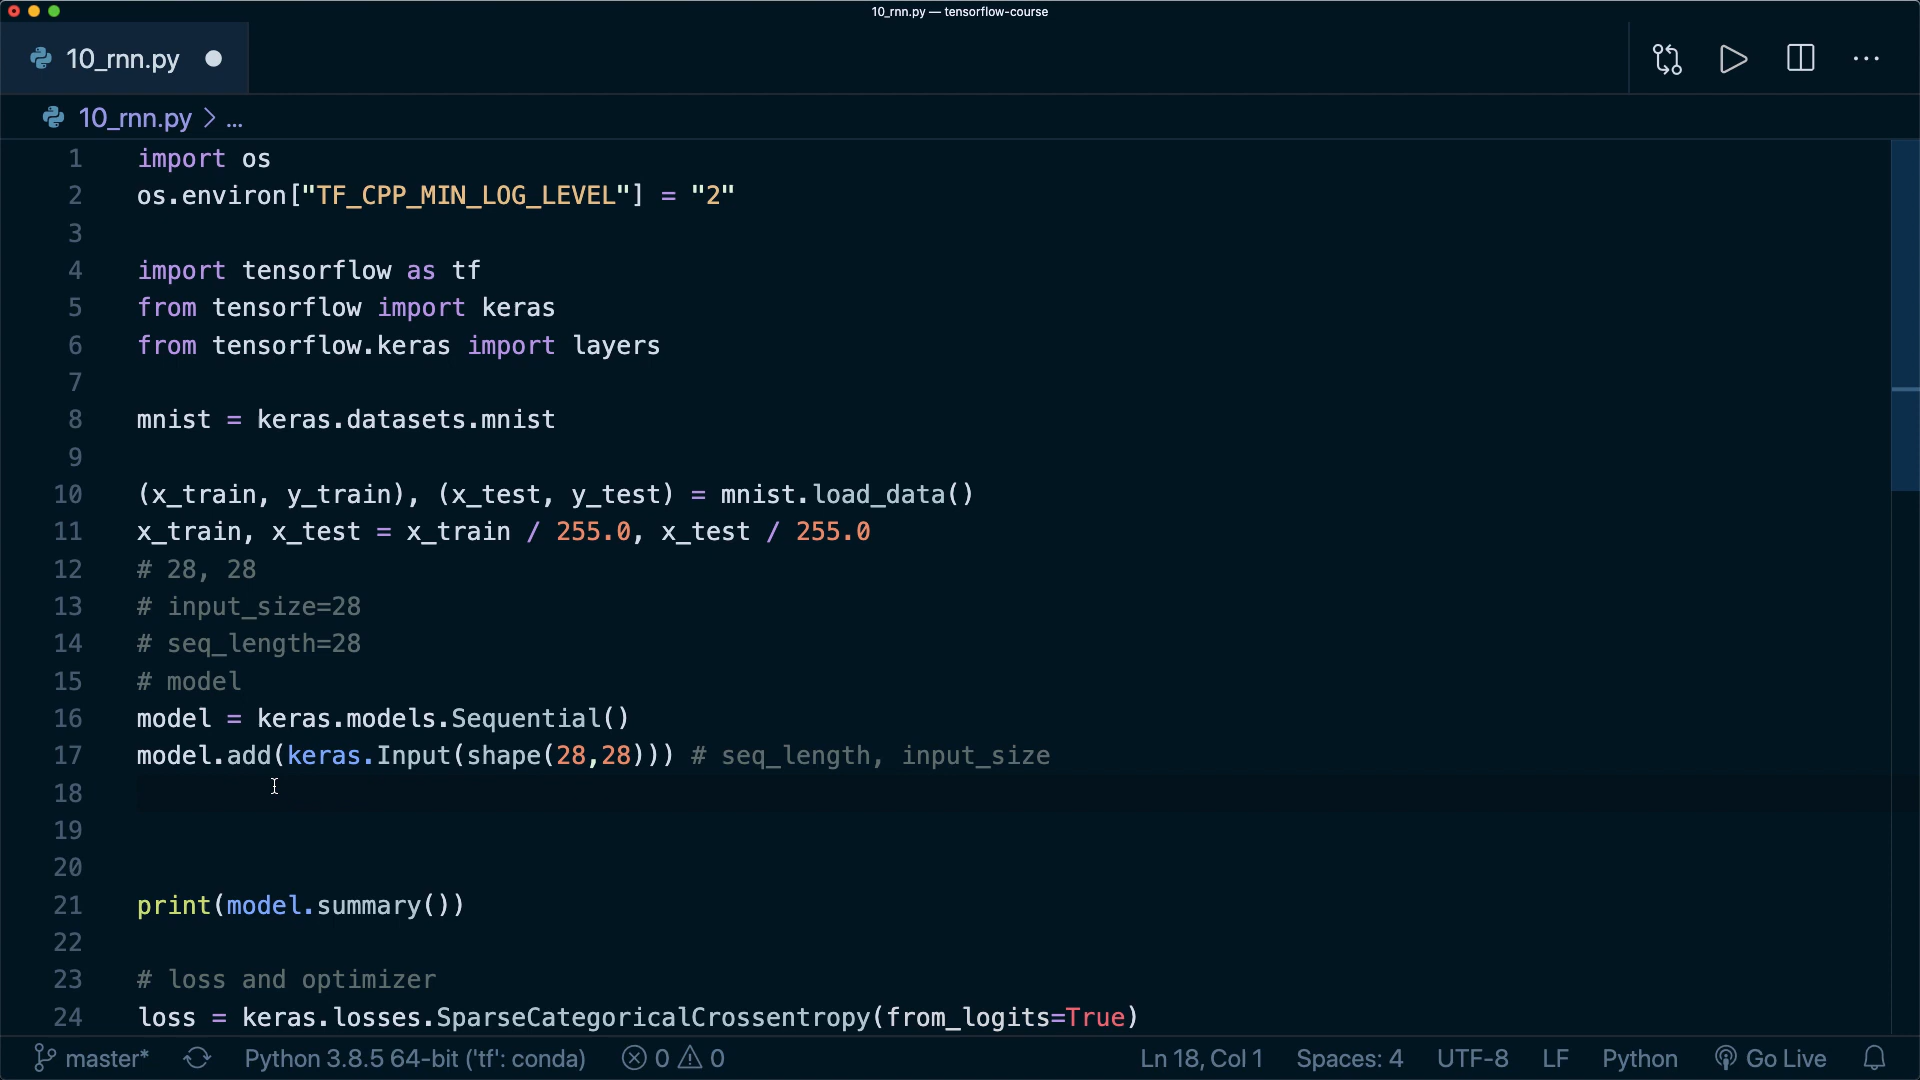 10_rnn.py — tensorflow-course
10_rnn.py
10_rnn.py > ...
1 import os
2 os.environ["TF_CPP_MIN_LOG_LEVEL"] = "2"
3
4 import tensorflow as tf
5 from tensorflow import keras
6 from tensorflow.keras import layers
7
8 mnist = keras.datasets.mnist
9
10 (x_train, y_train), (x_test, y_test) = mnist.load_data()
11 x_train, x_test = x_train / 255.0, x_test / 255.0
12 # 28, 28
13 # input_size=28
14 # seq_length=28
15 # model
16 model = keras.models.Sequential()
17 model.add(keras.Input(shape(28,28))) # seq_length, input_size
18
19
20
21 print(model.summary())
22
23 # loss and optimizer
24 loss = keras.losses.SparseCategoricalCrossentropy(from_logits=True)
master* Python 3.8.5 64-bit ('tf': conda) 0 0 Ln 18, Col 1 Spaces: 4 UTF-8 LF Python Go Live